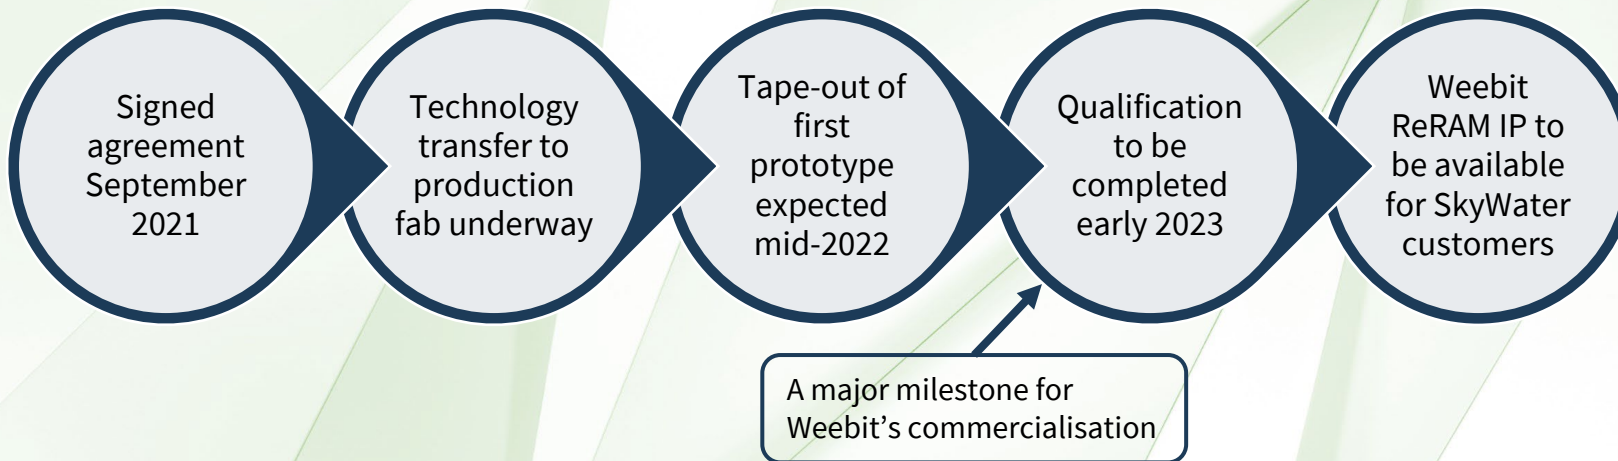 Signed
agreement
September
2021
Technology
transfer to
production
fab underway
Tape-out of
first
prototype
expected
mid-2022
Qualification
to be
completed
early 2023
Weebit
ReRAM IP to
be available
for SkyWater
customers
A major milestone for
Weebit’s commercialisation